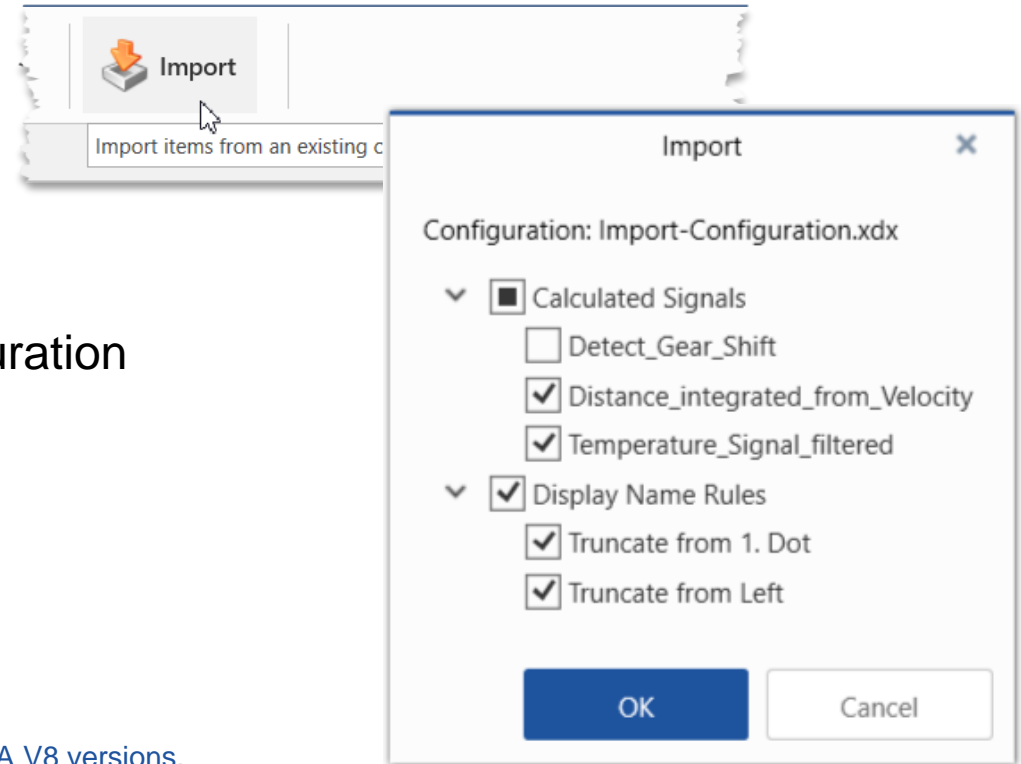 Import
Import items from an existing c
Import
Configuration: Import-Configuration.xdx
Calculated Signals
uration
Detect_Gear_Shift
Distance_integrated_from_Velocity
Temperature_Signal_filtered
Display Name Rules
Truncate from 1. Dot
Truncate from Left
OK
Cancel
A V8 versions.